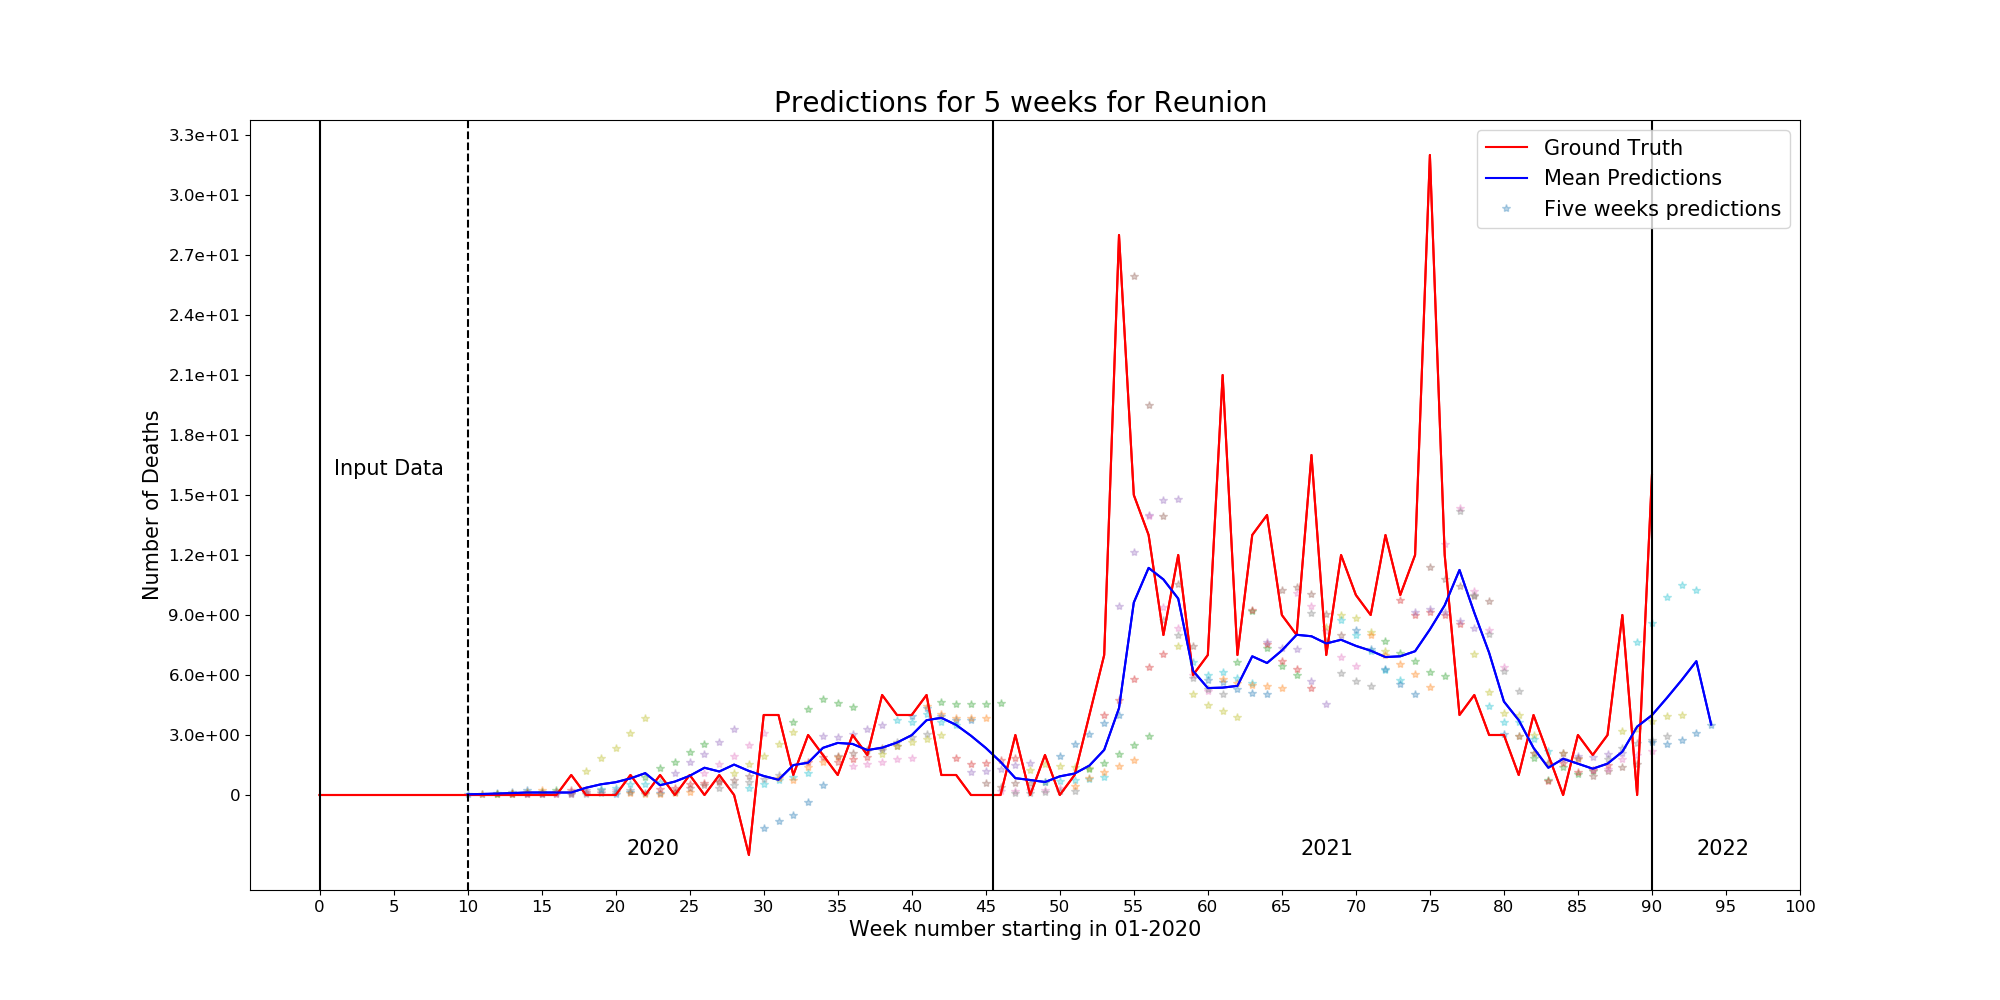 Predictions for 5 weeks for Reunion
3.3e+01
3.0e+01
2.7e+01
2.4e+01
2.1e+01
1.8e+01
1.5e+01
1.2e+01
9.0e+00
6.0e+00
3.0e+00
0
Number of Deaths
Ground Truth
Mean Predictions
Five weeks predictions
Input Data
2020
2021
2022
0 5 10 15 20 25 30 35 40 45 50 55 60 65 70 75 80 85 90 95 100
Week number starting in 01-2020